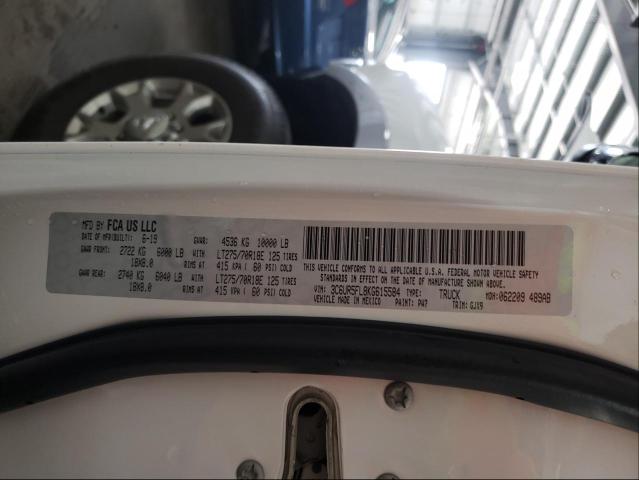 MFD BY FCA US LLC
DATE OF MFR(BUILT): 6-19 GVWR: 4536 KG 10000 LB
GAWR FRONT: 2722 KG 6000 LB WITH LT275/70R18E 125 TIRES
18X8.0 RIMS AT 415 KPA ( 60 PSI) COLD
GAWR REAR: 2740 KG 6040 LB WITH LT275/70R18E 125 TIRES
18X8.0 RIMS AT 415 KPA ( 60 PSI) COLD
THIS VEHICLE CONFORMS TO ALL APPLICABLE U.S.A. FEDERAL MOTOR VEHICLE SAFETY
STANDARDS IN EFFECT ON THE DATE OF MANUFACTURE SHOWN ABOVE.
VIN: 3C6UR5FL8KG615584 TYPE: TRUCK MDH: 062209 489AB
VEHICLE MADE IN MEXICO PAINT: PW7 TRIM: GJX9